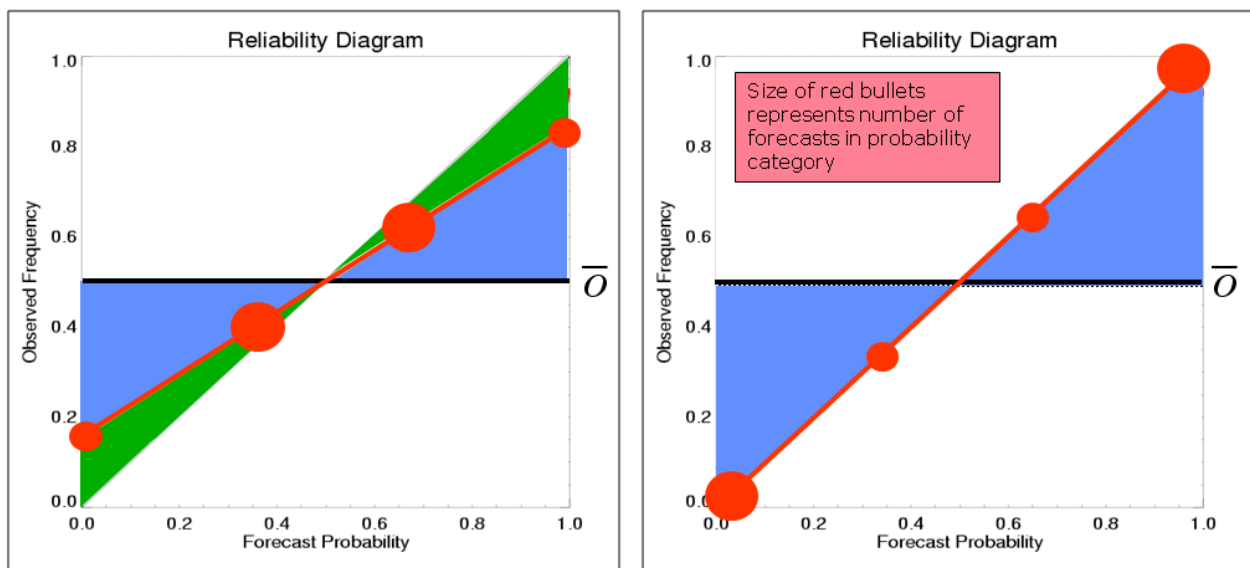 Reliability Diagram
1.0
0.8
0.6
0.4
0.2
0.0
Observed Frequency
0.0 0.2 0.4 0.6 0.8 1.0
Forecast Probability
O
Reliability Diagram
Size of red bullets
represents number of
forecasts in probability
category
1.0
0.8
0.6
0.4
0.2
0.0
Observed Frequency
0.0 0.2 0.4 0.6 0.8 1.0
Forecast Probability
O